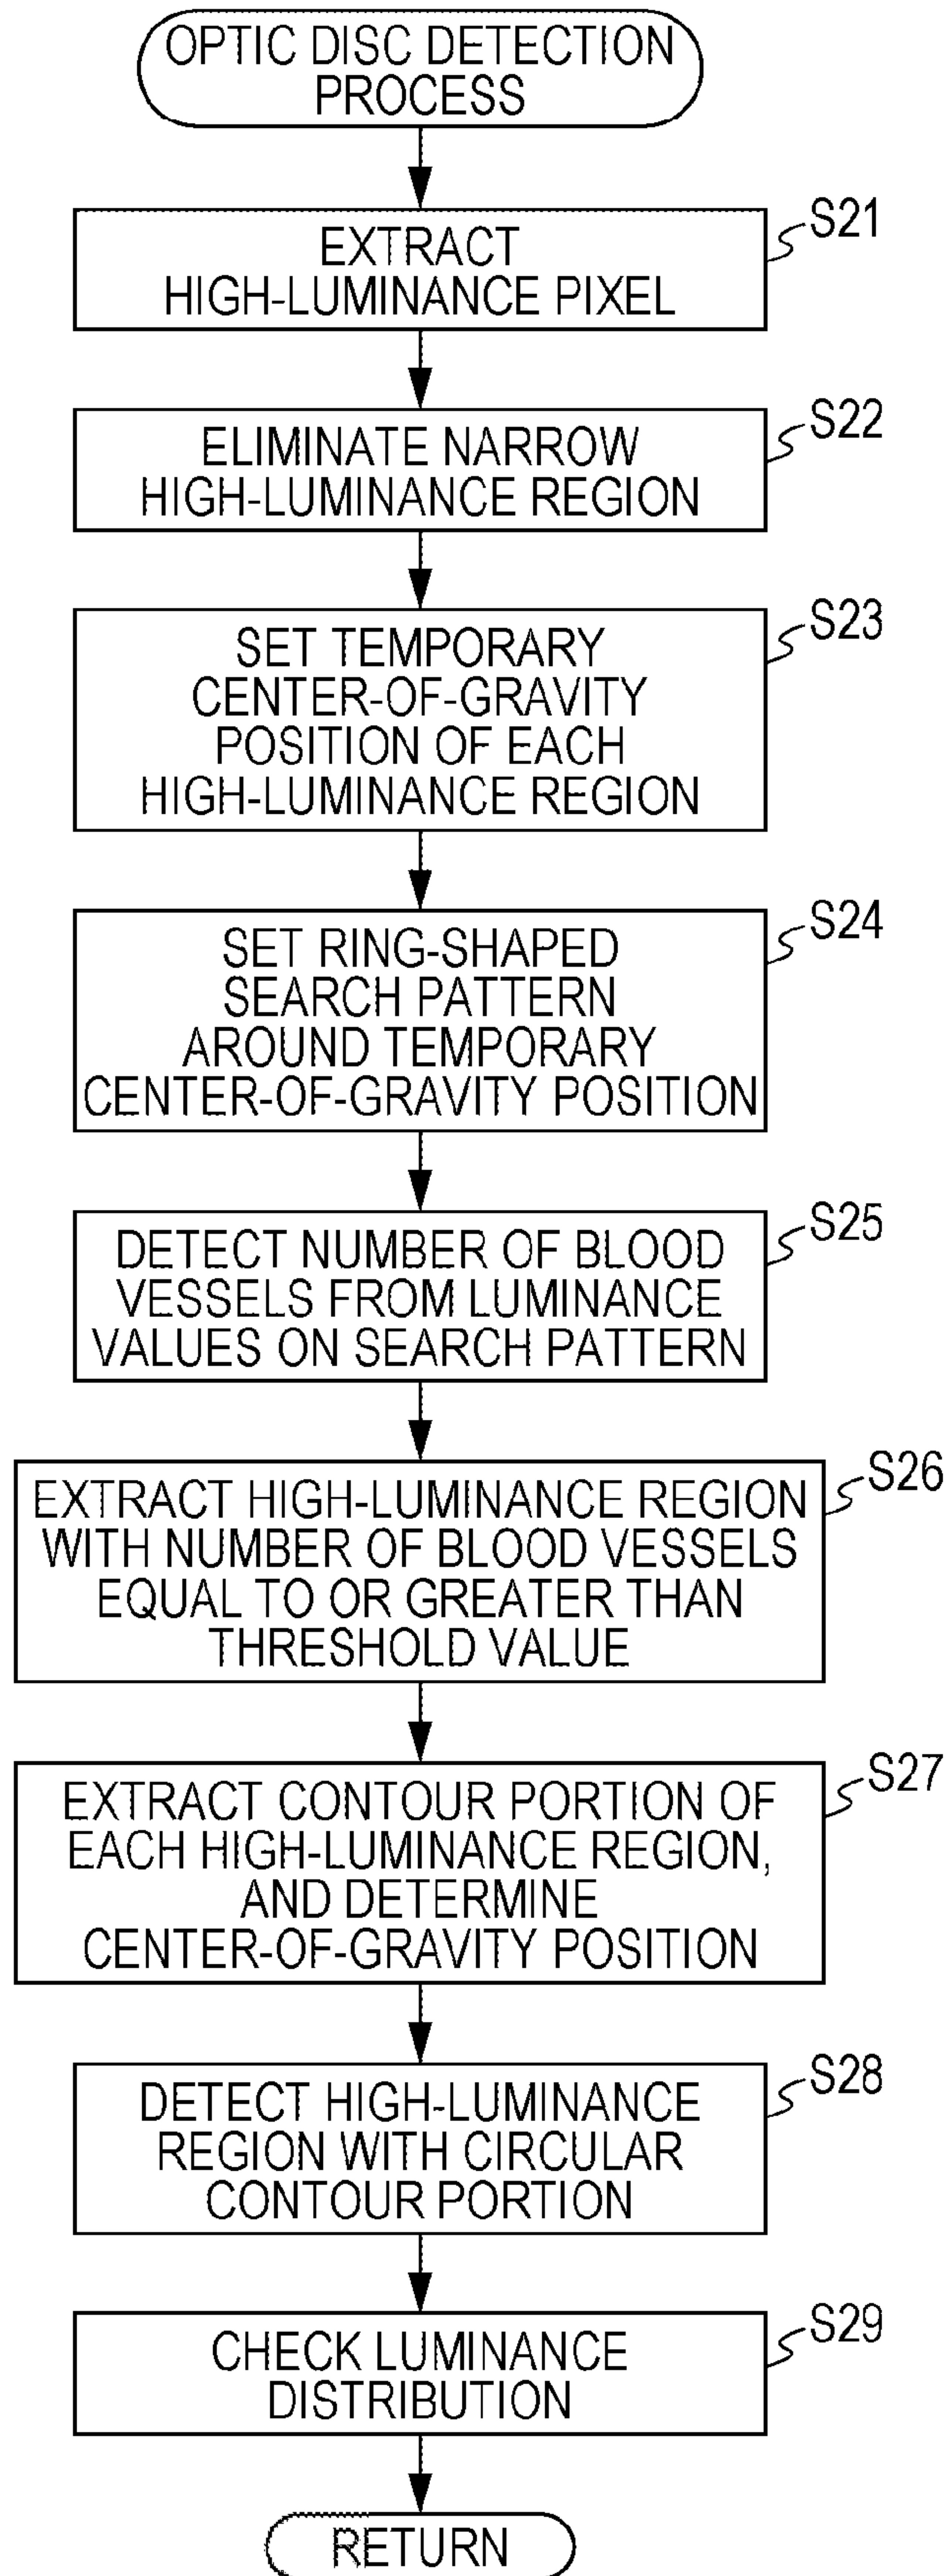 OPTIC DISC DETECTION
PROCESS
S21
EXTRACT
HIGH-LUMINANCE PIXEL
S22
ELIMINATE NARROW
HIGH-LUMINANCE REGION
S23
SET TEMPORARY
CENTER-OF-GRAVITY
POSITION OF EACH
HIGH-LUMINANCE REGION
S24
SET RING-SHAPED
SEARCH PATTERN
AROUND TEMPORARY
CENTER-OF-GRAVITY POSITION
S25
DETECT NUMBER OF BLOOD
VESSELS FROM LUMINANCE
VALUES ON SEARCH PATTERN
S26
EXTRACT HIGH-LUMINANCE REGION
WITH NUMBER OF BLOOD VESSELS
EQUAL TO OR GREATER THAN
THRESHOLD VALUE
S27
EXTRACT CONTOUR PORTION OF
EACH HIGH-LUMINANCE REGION,
AND DETERMINE
CENTER-OF-GRAVITY POSITION
S28
DETECT HIGH-LUMINANCE
REGION WITH CIRCULAR
CONTOUR PORTION
S29
CHECK LUMINANCE
DISTRIBUTION
RETURN